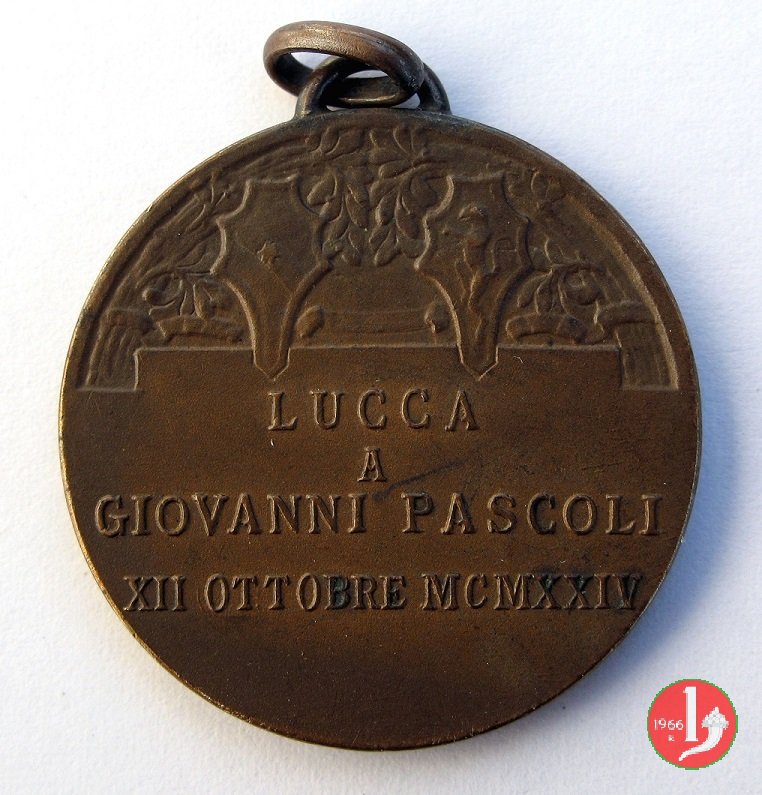 LUCCA
A
GIOVANNI PASCOLI
XII OTTOBRE MCMXXIV
1966
R.